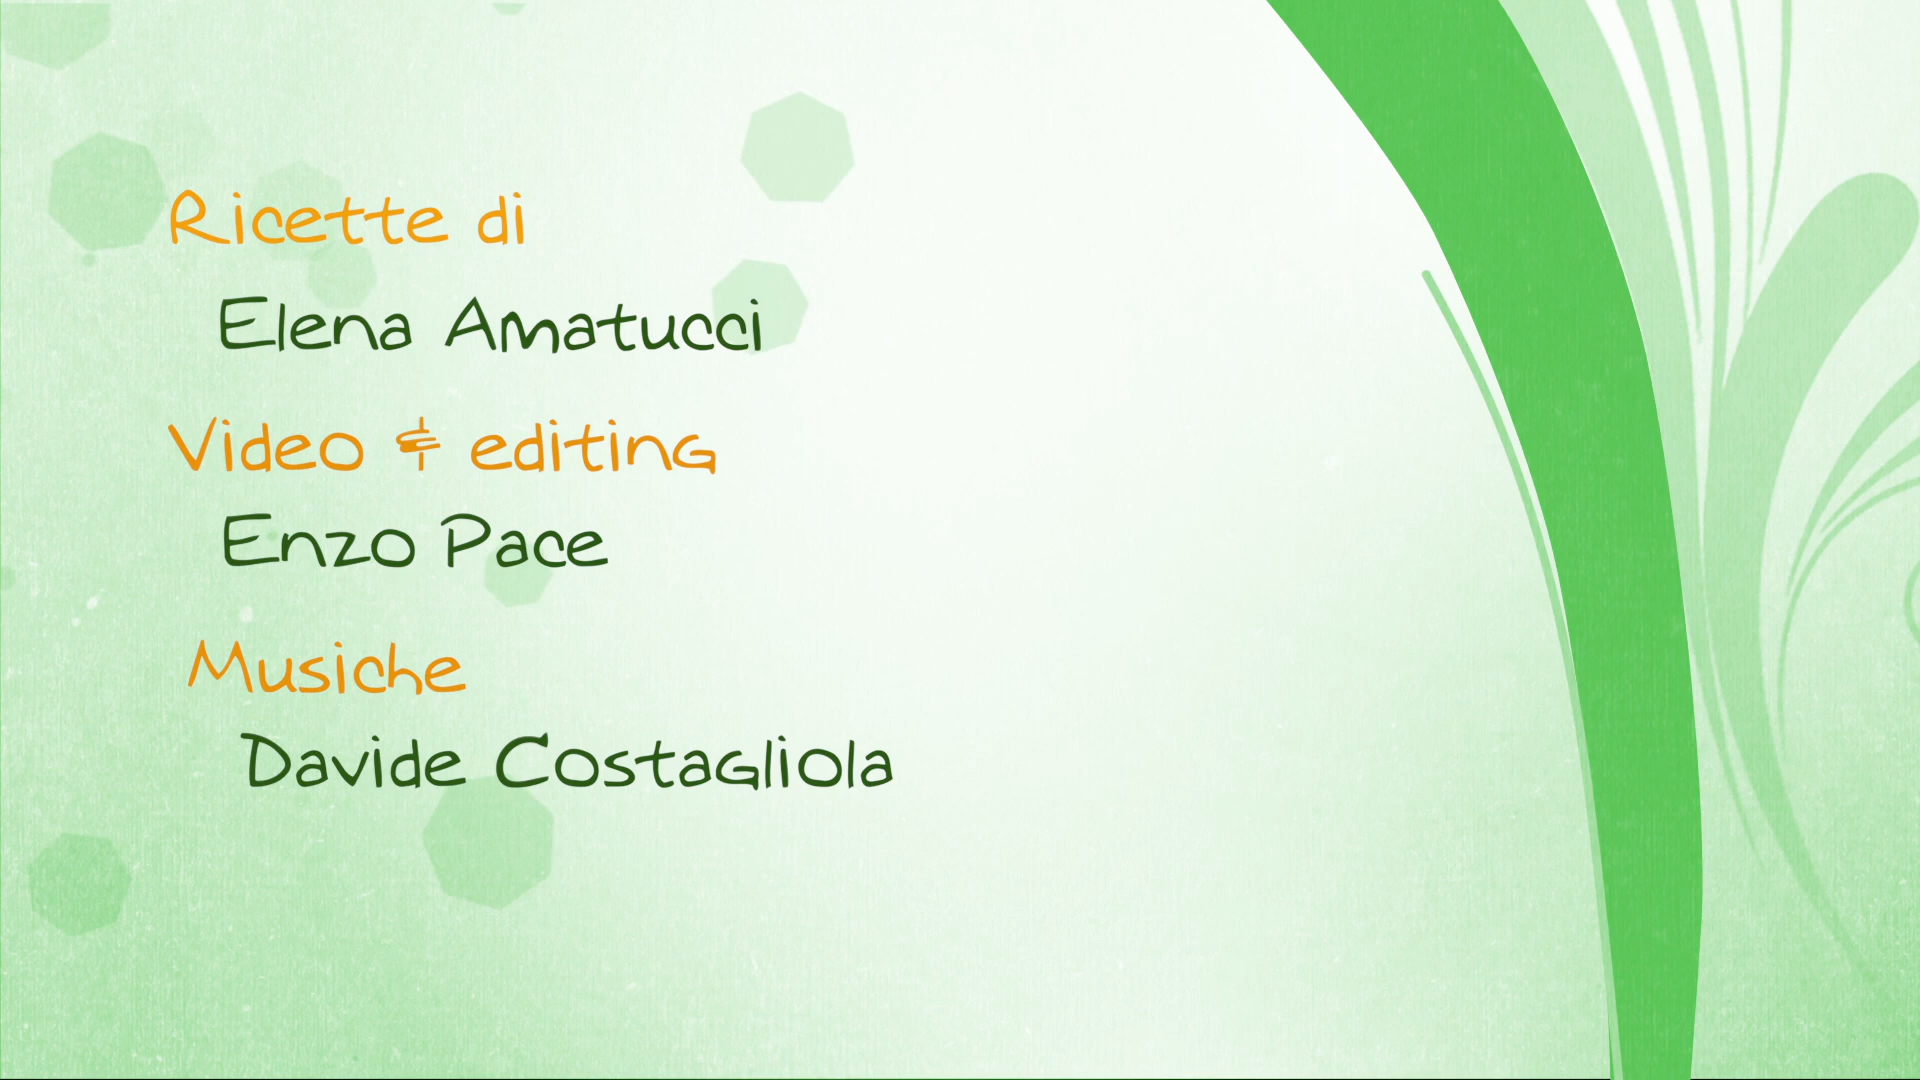 Ricette di
Elena Amatucci
Video & editing
Enzo Pace
Musiche
Davide Costagliola